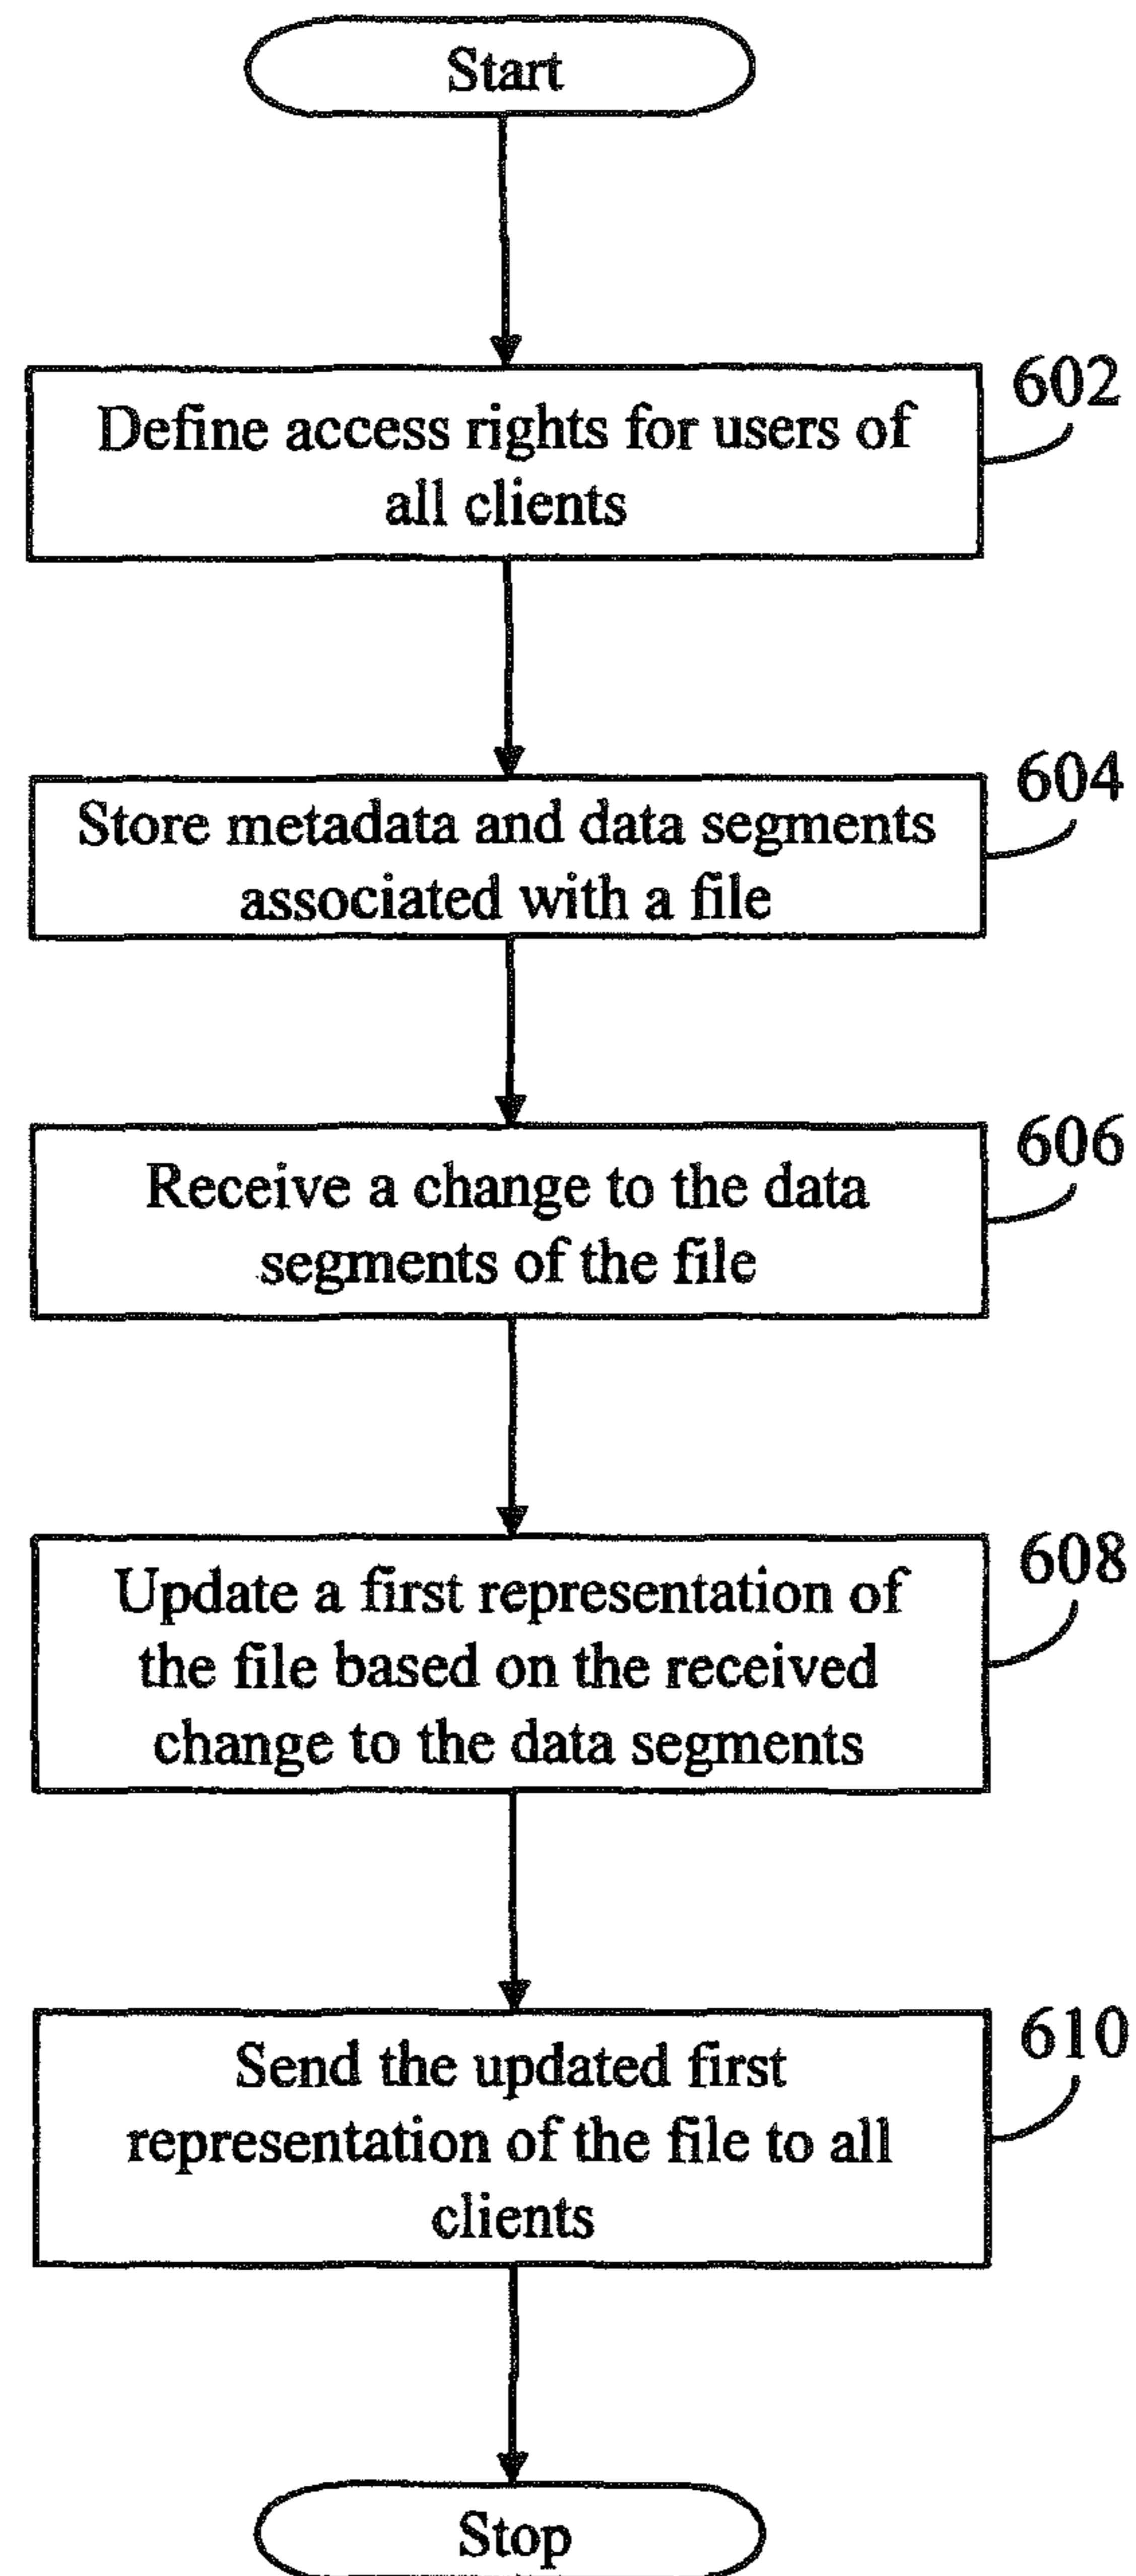 Start
602
Define access rights for users of
all clients
604
Store metadata and data segments
associated with a file
606
Receive a change to the data
segments of the file
608
Update a first representation of
the file based on the received
change to the data segments
610
Send the updated first
representation of the file to all
clients
Stop